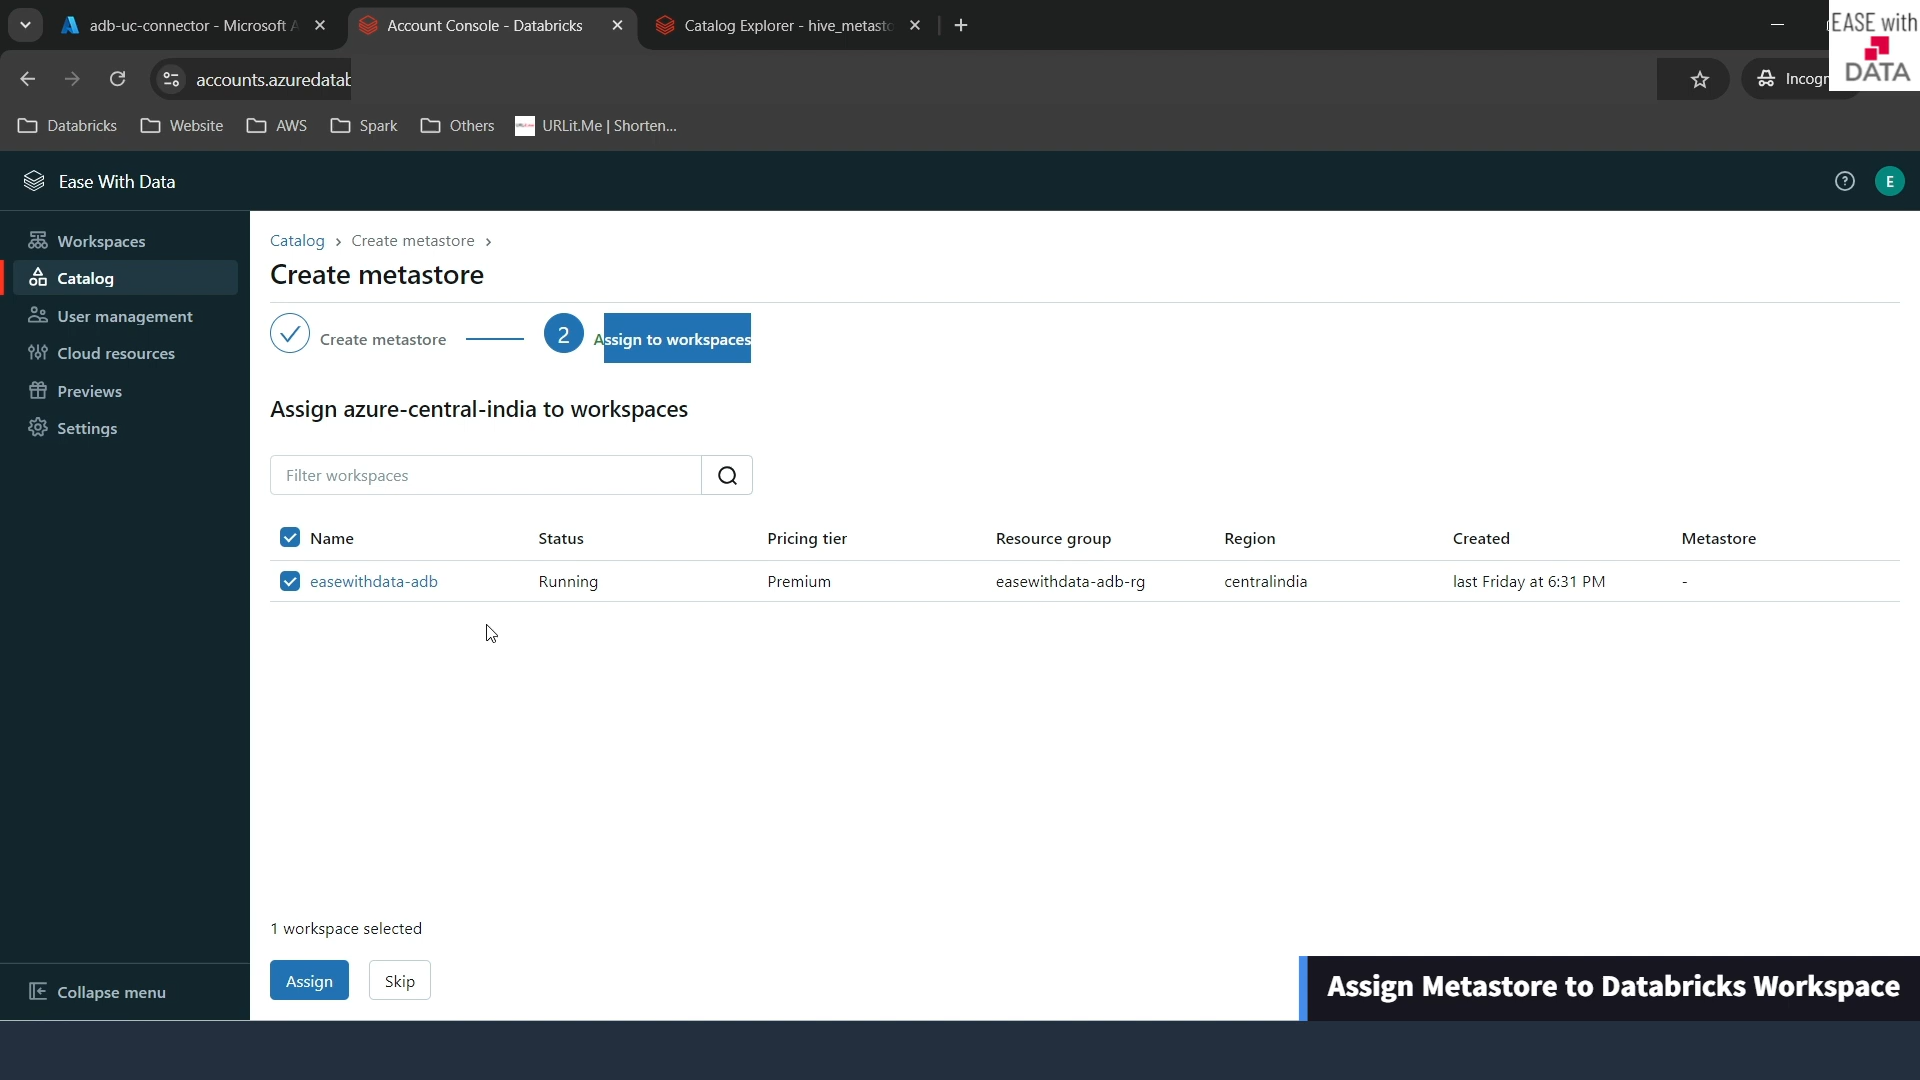 adb-uc-connector - Microsoft A
Account Console - Databricks
Catalog Explorer - hive_metasto
EASE with
DATA
accounts.azuredatab
Incogn
Databricks
Website
AWS
Spark
Others
URLit.Me | Shorten...
Ease With Data
E
Workspaces
Catalog
User management
Cloud resources
Previews
Settings
Collapse menu
Catalog > Create metastore >
Create metastore
Create metastore
2 Assign to workspaces
Assign azure-central-india to workspaces
Filter workspaces
Name Status Pricing tier Resource group Region Created Metastore
easewithdata-adb Running Premium easewithdata-adb-rg centralindia last Friday at 6:31 PM -
1 workspace selected
Assign Skip
Assign Metastore to Databricks Workspace